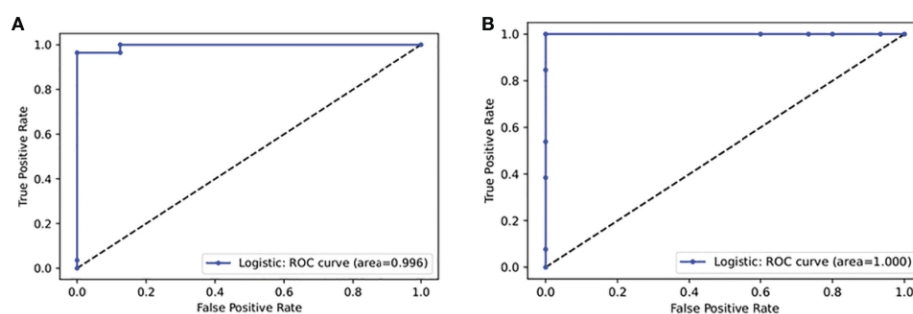 A
True Positive Rate
1.0
0.8
0.6
0.4
0.2
0.0
Logistic: ROC curve (area=0.996)
0.0 0.2 0.4 0.6 0.8 1.0
False Positive Rate
B
True Positive Rate
1.0
0.8
0.6
0.4
0.2
0.0
Logistic: ROC curve (area=1.000)
0.0 0.2 0.4 0.6 0.8 1.0
False Positive Rate